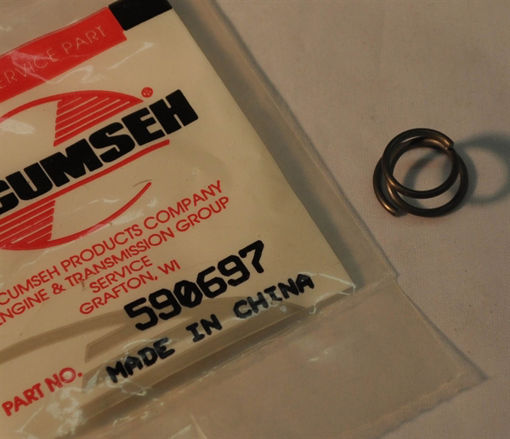 SERVICE PART
CUMSEH®
CUMSEH PRODUCTS COMPANY
ENGINE & TRANSMISSION GROUP
SERVICE
GRAFTON, WI
590697
PART NO. MADE IN CHINA